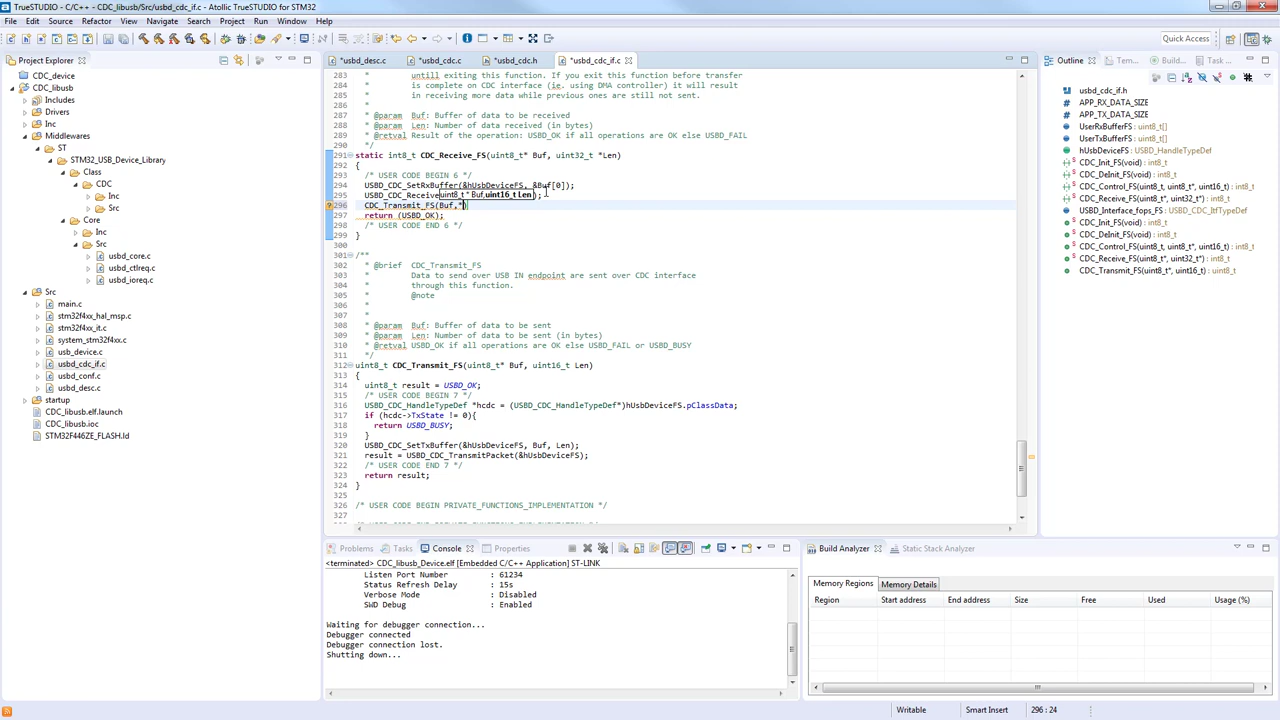 TrueSTUDIO - C/C++ - CDC_libusb/Src/usbd_cdc_if.c - Atollic TrueSTUDIO for STM32
File Edit Source Refactor View Navigate Search Project Run Window Help
Quick Access
Project Explorer
CDC_device
CDC_libusb
Includes
Drivers
Inc
Middlewares
ST
STM32_USB_Device_Library
Class
CDC
Inc
Src
Core
Inc
Src
usbd_core.c
usbd_ctlreq.c
usbd_ioreq.c
Src
main.c
stm32f4xx_hal_msp.c
stm32f4xx_it.c
system_stm32f4xx.c
usb_device.c
usbd_cdc_if.c
usbd_conf.c
usbd_desc.c
startup
CDC_libusb.elf.launch
CDC_libusb.ioc
STM32F446ZE_FLASH.ld
*usbd_desc.c *usbd_cdc.c *usbd_cdc.h *usbd_cdc_if.c
283 * untill exiting this function. If you exit this function before transfer
284 * is complete on CDC interface (ie. using DMA controller) it will result
285 * in receiving more data while previous ones are still not sent.
286 *
287 * @param Buf: Buffer of data to be received
288 * @param Len: Number of data received (in bytes)
289 * @retval Result of the operation: USBD_OK if all operations are OK else USBD_FAIL
290 */
291 static int8_t CDC_Receive_FS(uint8_t* Buf, uint32_t *Len)
292 {
293 /* USER CODE BEGIN 6 */
294 USBD_CDC_SetRxBuffer(&hUsbDeviceFS, &Buf[0]);
295 USBD_CDC_Receive );
uint8_t * Buf,uint16_t Len
296 CDC_Transmit_FS(Buf,*)
297 return (USBD_OK);
298 /* USER CODE END 6 */
299 }
300
301 /**
302 * @brief CDC_Transmit_FS
303 * Data to send over USB IN endpoint are sent over CDC interface
304 * through this function.
305 * @note
306 *
307 *
308 * @param Buf: Buffer of data to be sent
309 * @param Len: Number of data to be sent (in bytes)
310 * @retval USBD_OK if all operations are OK else USBD_FAIL or USBD_BUSY
311 */
312 uint8_t CDC_Transmit_FS(uint8_t* Buf, uint16_t Len)
313 {
314 uint8_t result = USBD_OK;
315 /* USER CODE BEGIN 7 */
316 USBD_CDC_HandleTypeDef *hcdc = (USBD_CDC_HandleTypeDef*)hUsbDeviceFS.pClassData;
317 if (hcdc->TxState != 0){
318 return USBD_BUSY;
319 }
320 USBD_CDC_SetTxBuffer(&hUsbDeviceFS, Buf, Len);
321 result = USBD_CDC_TransmitPacket(&hUsbDeviceFS);
322 /* USER CODE END 7 */
323 return result;
324 }
325
326 /* USER CODE BEGIN PRIVATE_FUNCTIONS_IMPLEMENTATION */
327
Outline Term... Build... Task...
usbd_cdc_if.h
APP_RX_DATA_SIZE
APP_TX_DATA_SIZE
UserRxBufferFS : uint8_t[]
UserTxBufferFS : uint8_t[]
hUsbDeviceFS : USBD_HandleTypeDef
CDC_Init_FS(void) : int8_t
CDC_DeInit_FS(void) : int8_t
CDC_Control_FS(uint8_t, uint8_t*, uint16_t) : int8_t
CDC_Receive_FS(uint8_t*, uint32_t*) : int8_t
USBD_Interface_fops_FS : USBD_CDC_ItfTypeDef
CDC_Init_FS(void) : int8_t
CDC_DeInit_FS(void) : int8_t
CDC_Control_FS(uint8_t, uint8_t*, uint16_t) : int8_t
CDC_Transmit_FS(uint8_t*, uint16_t) : uint8_t
Problems Tasks Console Properties
<terminated> CDC_libusb_Device.elf [Embedded C/C++ Application] ST-LINK
Listen Port Number : 61234
Status Refresh Delay : 15s
Verbose Mode : Disabled
SWD Debug : Enabled
Waiting for debugger connection...
Debugger connected
Debugger connection lost.
Shutting down...
Build Analyzer Static Stack Analyzer
Memory Regions Memory Details
Region Start address End address Size Free Used Usage (%)
Writable Smart Insert 296 : 24